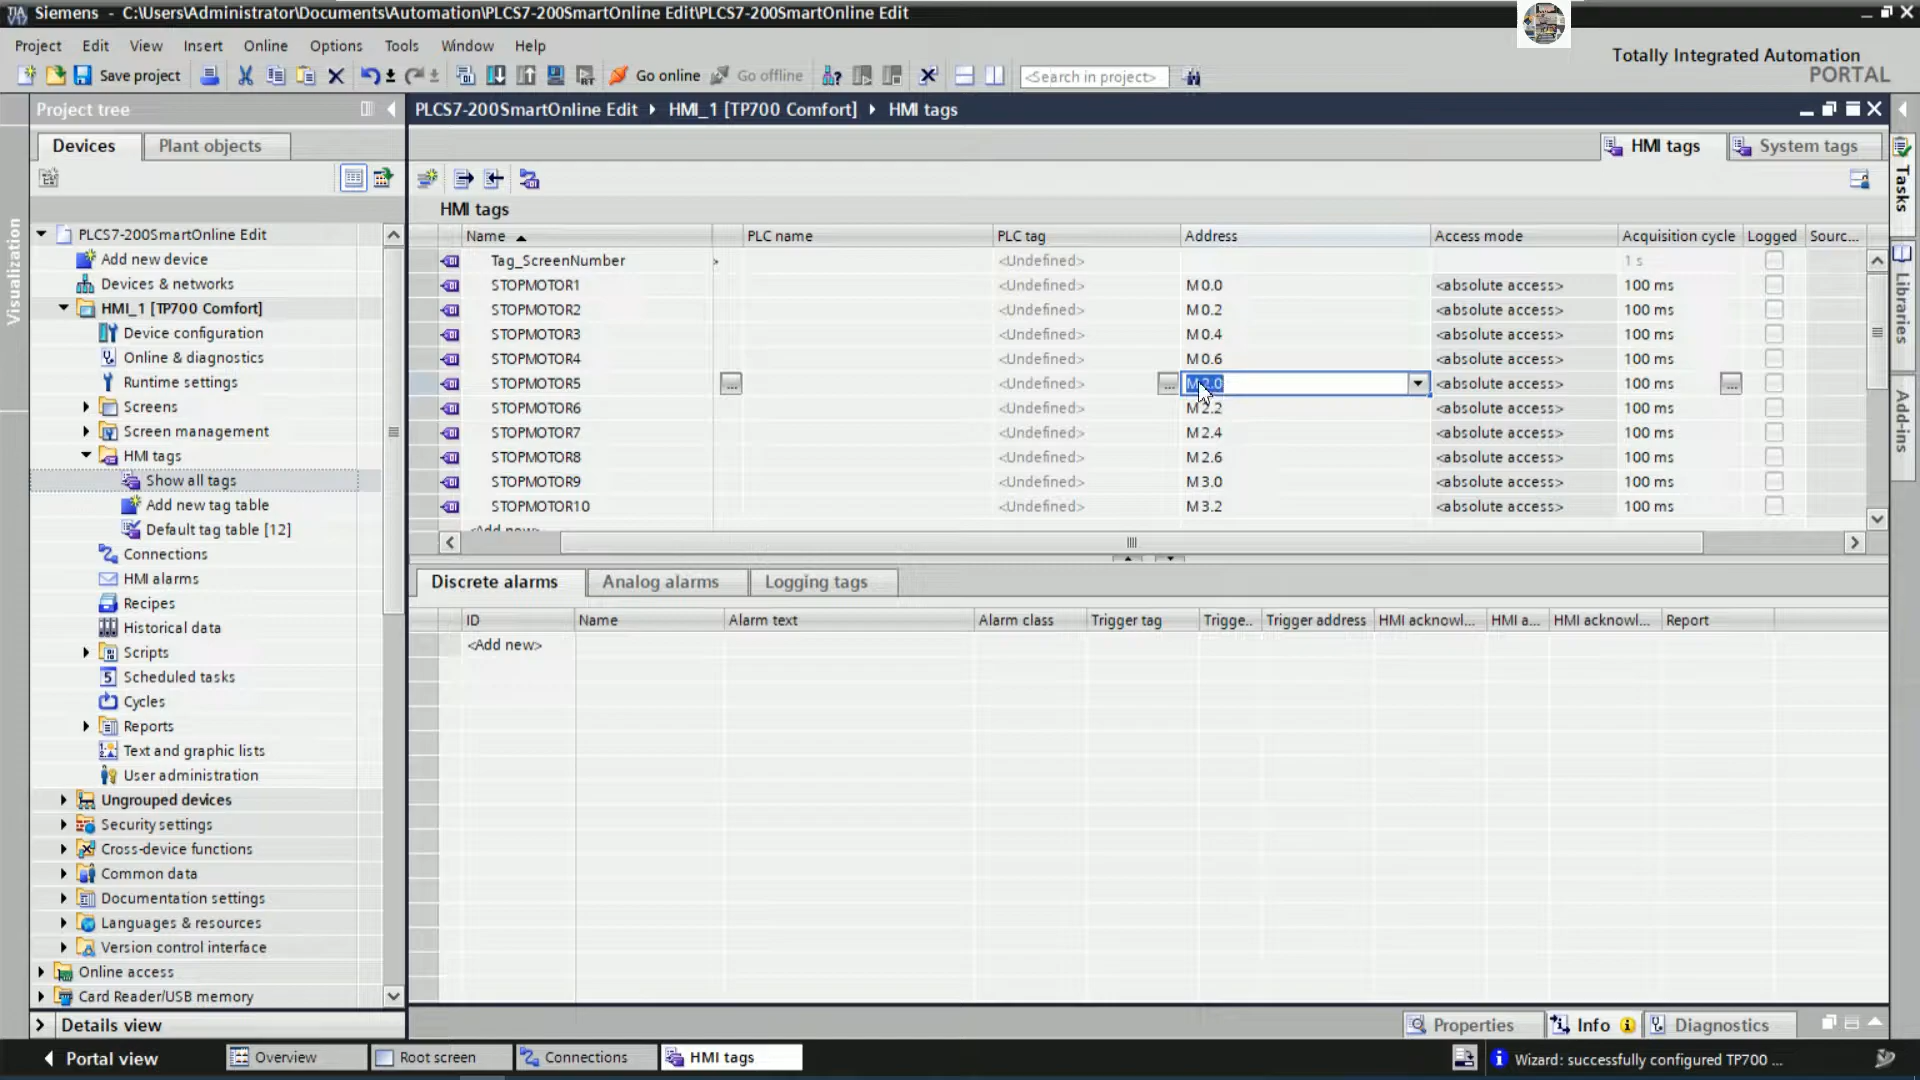 Siemens - C:\Users\Administrator\Documents\Automation\PLCS7-200SmartOnline Edit\PLCS7-200SmartOnline Edit
Project Edit View Insert Online Options Tools Window Help
Totally Integrated Automation
PORTAL
Save project Go online Go offline <Search in project>
Project tree
PLCS7-200SmartOnline Edit HMI_1 [TP700 Comfort] HMI tags
Devices Plant objects
HMI tags System tags
HMI tags
Name PLC name PLC tag Address Access mode Acquisition cycle Logged Sourc...
Tag_ScreenNumber <Undefined> 1 s
STOPMOTOR1 <Undefined> M 0.0 <absolute access> 100 ms
STOPMOTOR2 <Undefined> M 0.2 <absolute access> 100 ms
STOPMOTOR3 <Undefined> M 0.4 <absolute access> 100 ms
STOPMOTOR4 <Undefined> M 0.6 <absolute access> 100 ms
STOPMOTOR5 ... <Undefined> ... M 2.0 <absolute access> 100 ms ...
STOPMOTOR6 <Undefined> M 2.2 <absolute access> 100 ms
STOPMOTOR7 <Undefined> M 2.4 <absolute access> 100 ms
STOPMOTOR8 <Undefined> M 2.6 <absolute access> 100 ms
STOPMOTOR9 <Undefined> M 3.0 <absolute access> 100 ms
STOPMOTOR10 <Undefined> M 3.2 <absolute access> 100 ms
<Add new>
PLCS7-200SmartOnline Edit
Add new device
Devices & networks
HMI_1 [TP700 Comfort]
Device configuration
Online & diagnostics
Runtime settings
Screens
Screen management
HMI tags
Show all tags
Add new tag table
Default tag table [12]
Connections
HMI alarms
Recipes
Historical data
Scripts
Scheduled tasks
Cycles
Reports
Text and graphic lists
User administration
Ungrouped devices
Security settings
Cross-device functions
Common data
Documentation settings
Languages & resources
Version control interface
Online access
Card Reader/USB memory
Details view
Discrete alarms Analog alarms Logging tags
ID Name Alarm text Alarm class Trigger tag Trigge.. Trigger address HMI acknowl... HMI a... HMI acknowl... Report
<Add new>
Visualization
Tasks
Libraries
Add-ins
Properties Info Diagnostics
Portal view Overview Root screen Connections HMI tags Wizard: successfully configured TP700 ...